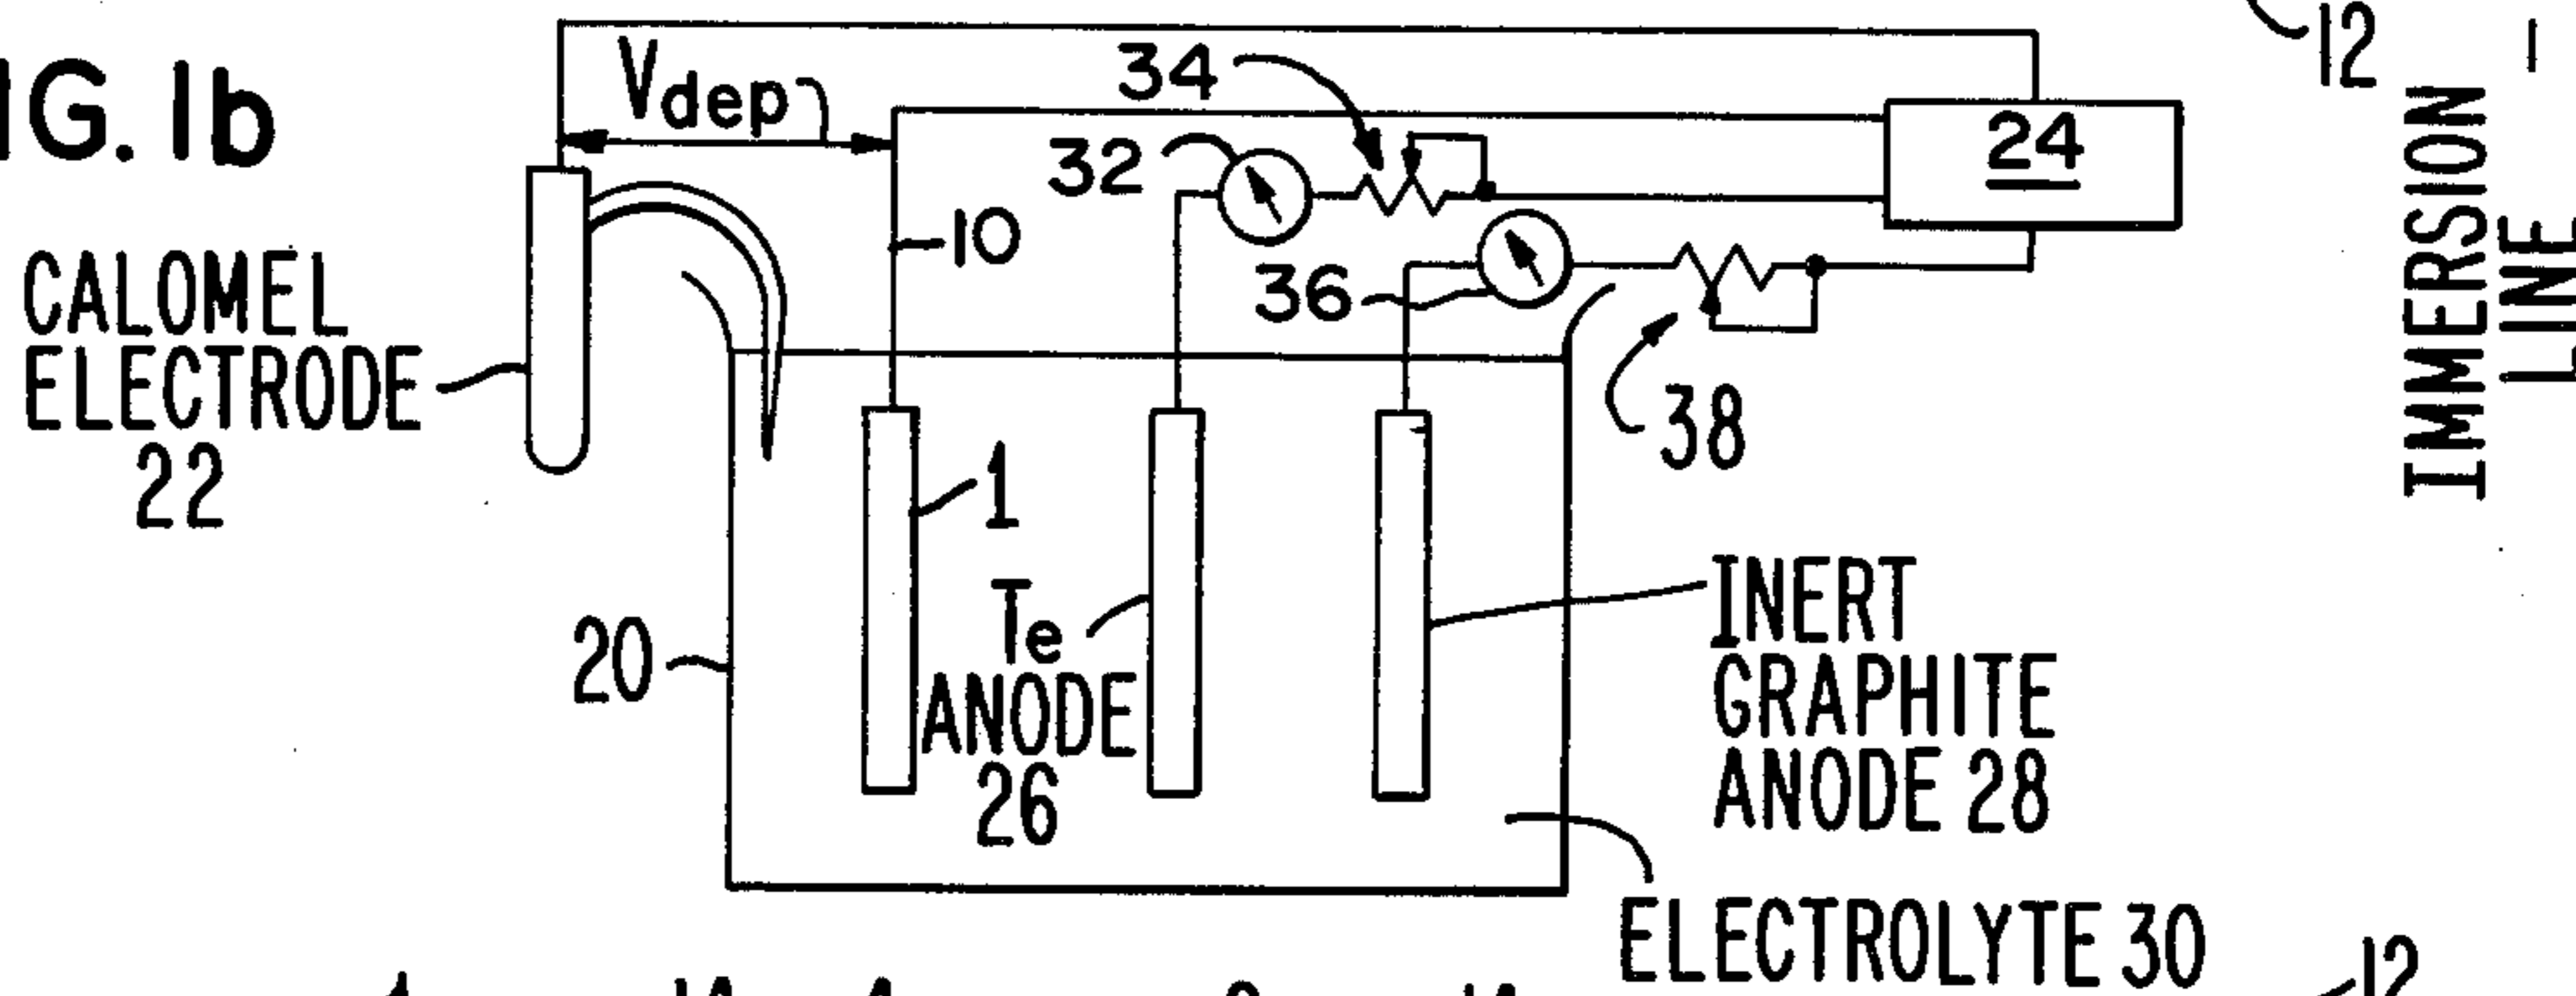 IG. 1b
Vdep
34
32
24
10
36
38
CALOMEL
ELECTRODE
22
1
20
Te
ANODE
26
INERT
GRAPHITE
ANODE 28
ELECTROLYTE 30
12
IMMERSION
LINE
12